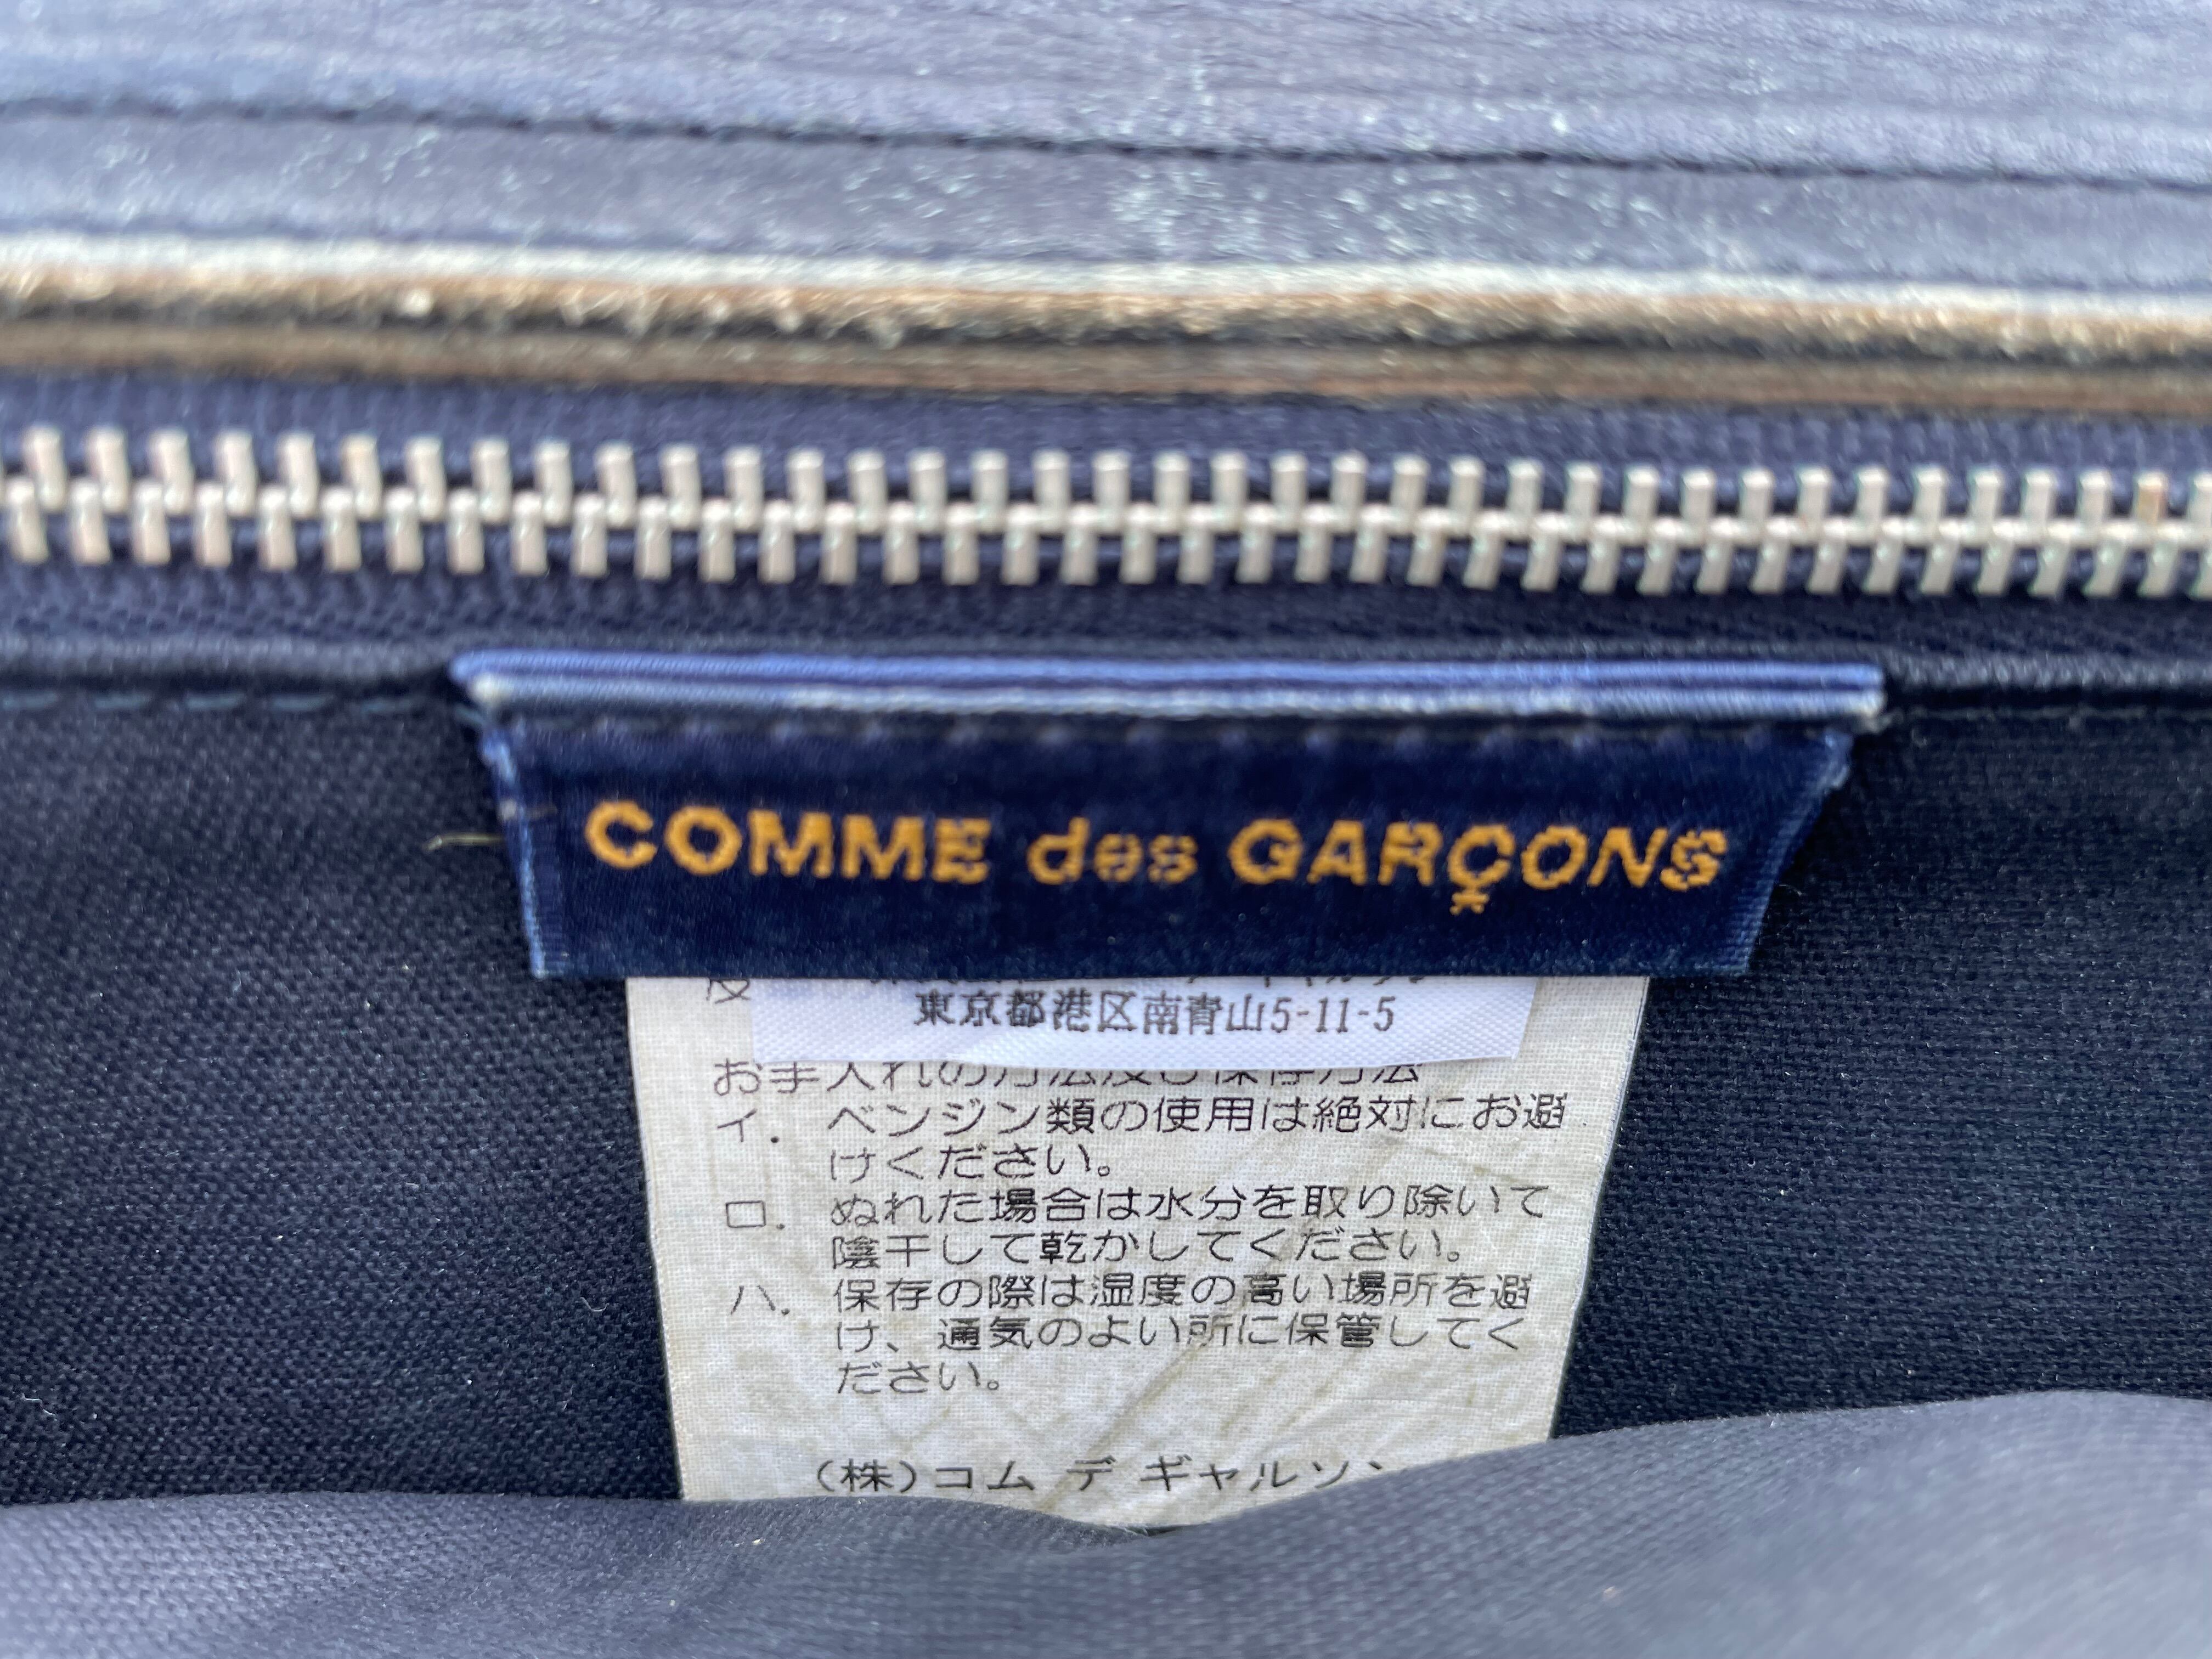 COMME des GARÇONS
東京都港区南青山5-11-5
お手入れの方法及び保存方法
イ. ベンジン類の使用は絶対にお避
けください。
ロ. ぬれた場合は水分を取り除いて
陰干して乾かしてください。
ハ. 保存の際は湿度の高い場所を避
け、通気のよい所に保管してく
ださい。
(株)コム デ ギャルソン